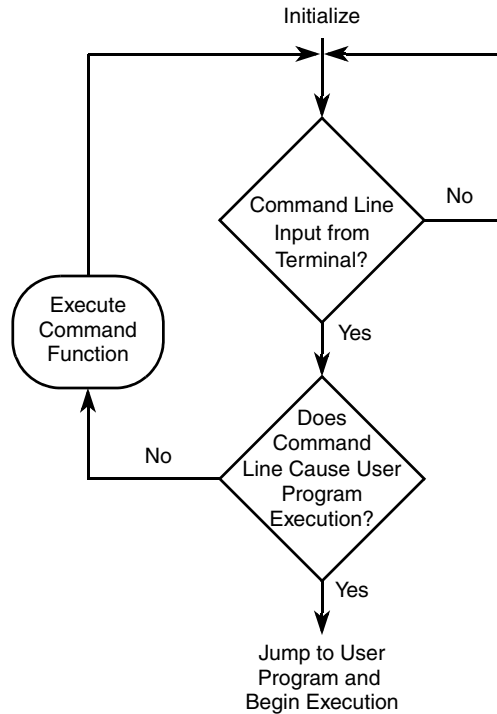 Initialize
Command Line
Input from
Terminal?
No
Yes
Execute
Command
Function
Does
Command
Line Cause User
Program
Execution?
No
Yes
Jump to User
Program and
Begin Execution